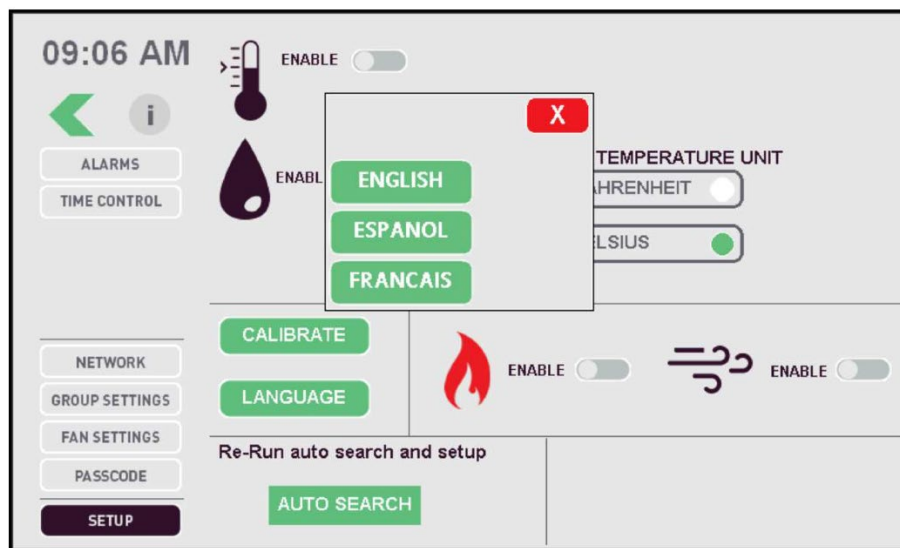 09:06 AM
i
ALARMS
TIME CONTROL
NETWORK
GROUP SETTINGS
FAN SETTINGS
PASSCODE
SETUP
ENABLE
ENABL
X
ENGLISH
ESPANOL
FRANCAIS
TEMPERATURE UNIT
AHRENHEIT
ELSIUS
CALIBRATE
LANGUAGE
ENABLE
ENABLE
Re-Run auto search and setup
AUTO SEARCH